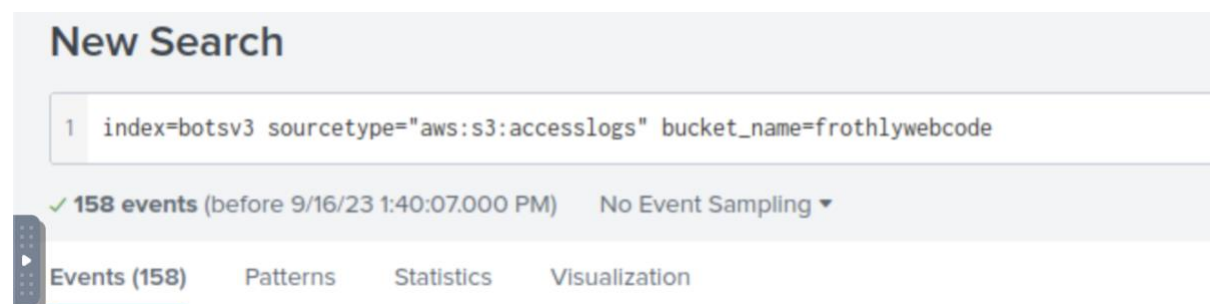 New Search
1 index=botsv3 sourcetype="aws:s3:accesslogs" bucket_name=frothlywebcode
✓ 158 events (before 9/16/23 1:40:07.000 PM) No Event Sampling ▼
Events (158) Patterns Statistics Visualization